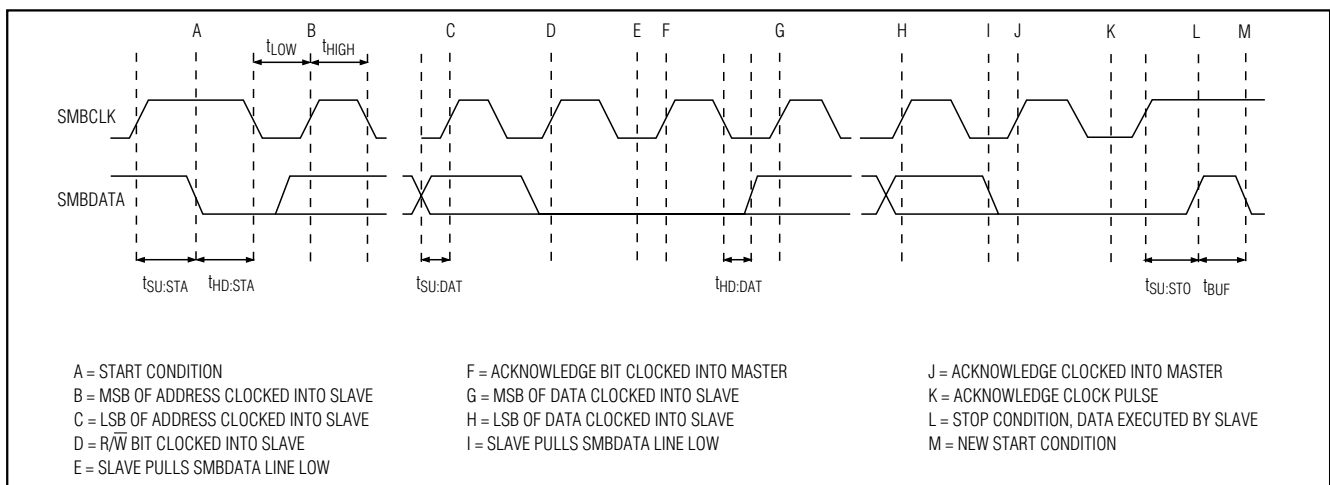 A B C D E F G H I J K L M
tLOW tHIGH
SMBCLK
SMBDATA
tSU:STA tHD:STA tSU:DAT tHD:DAT tSU:STO tBUF
A = START CONDITION
B = MSB OF ADDRESS CLOCKED INTO SLAVE
C = LSB OF ADDRESS CLOCKED INTO SLAVE
D = R/W̅ BIT CLOCKED INTO SLAVE
E = SLAVE PULLS SMBDATA LINE LOW
F = ACKNOWLEDGE BIT CLOCKED INTO MASTER
G = MSB OF DATA CLOCKED INTO SLAVE
H = LSB OF DATA CLOCKED INTO SLAVE
I = SLAVE PULLS SMBDATA LINE LOW
J = ACKNOWLEDGE CLOCKED INTO MASTER
K = ACKNOWLEDGE CLOCK PULSE
L = STOP CONDITION, DATA EXECUTED BY SLAVE
M = NEW START CONDITION